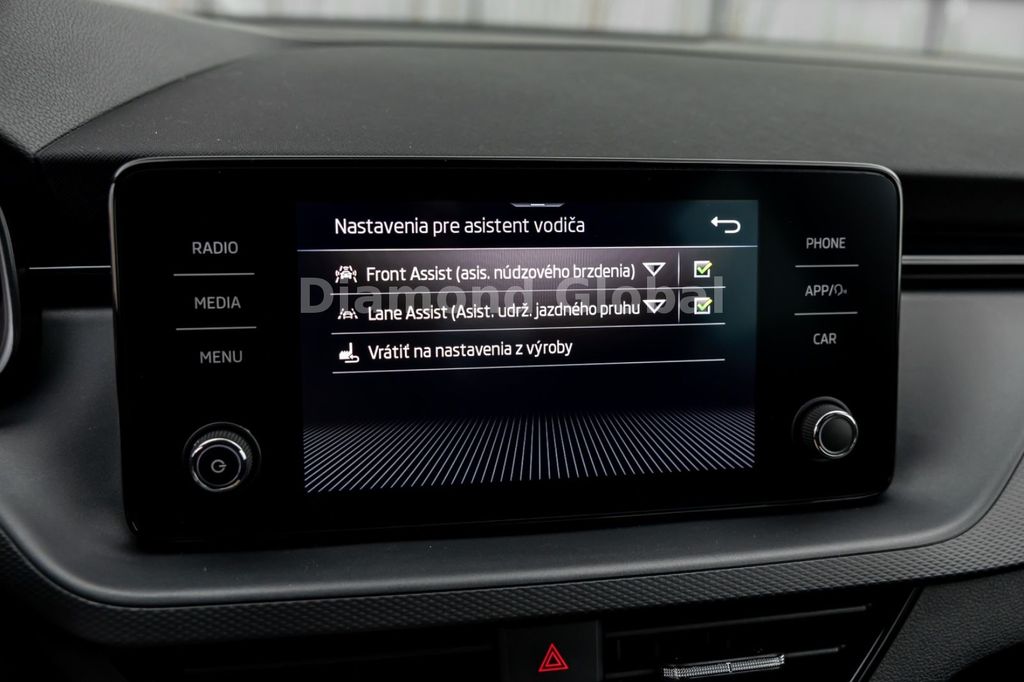 RADIO
MEDIA
MENU
Nastavenia pre asistent vodiča
Front Assist (asis. núdzového brzdenia)
Lane Assist (Asist. udrž. jazdného pruhu
Vrátiť na nastavenia z výroby
PHONE
APP/
CAR
Diamond Global